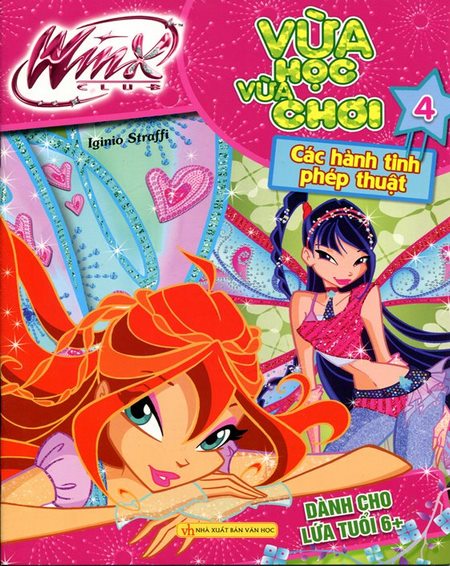 Winx
CLUB
Iginio Straffi
VỪA
HỌC
VỪA
CHƠI
4
Các hành tinh
phép thuật
DÀNH CHO
LỨA TUỔI 6+
vh NHÀ XUẤT BẢN VĂN HỌC